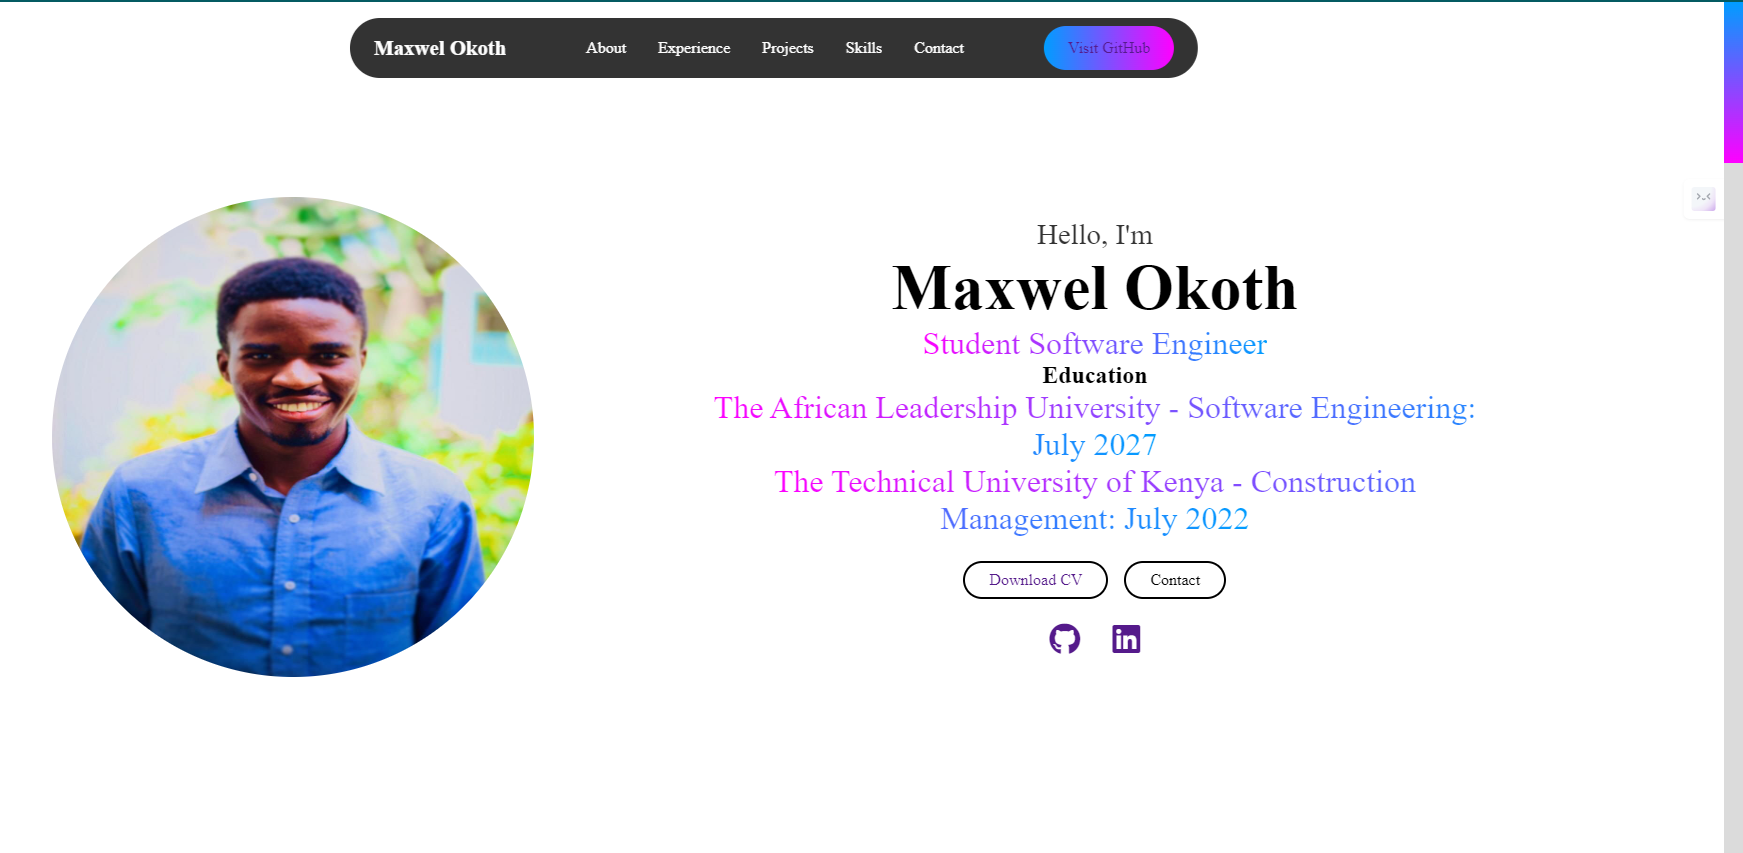 Maxwel Okoth About Experience Projects Skills Contact Visit GitHub
Hello, I'm
Maxwel Okoth
Student Software Engineer
Education
The African Leadership University - Software Engineering:
July 2027
The Technical University of Kenya - Construction
Management: July 2022
Download CV Contact
in